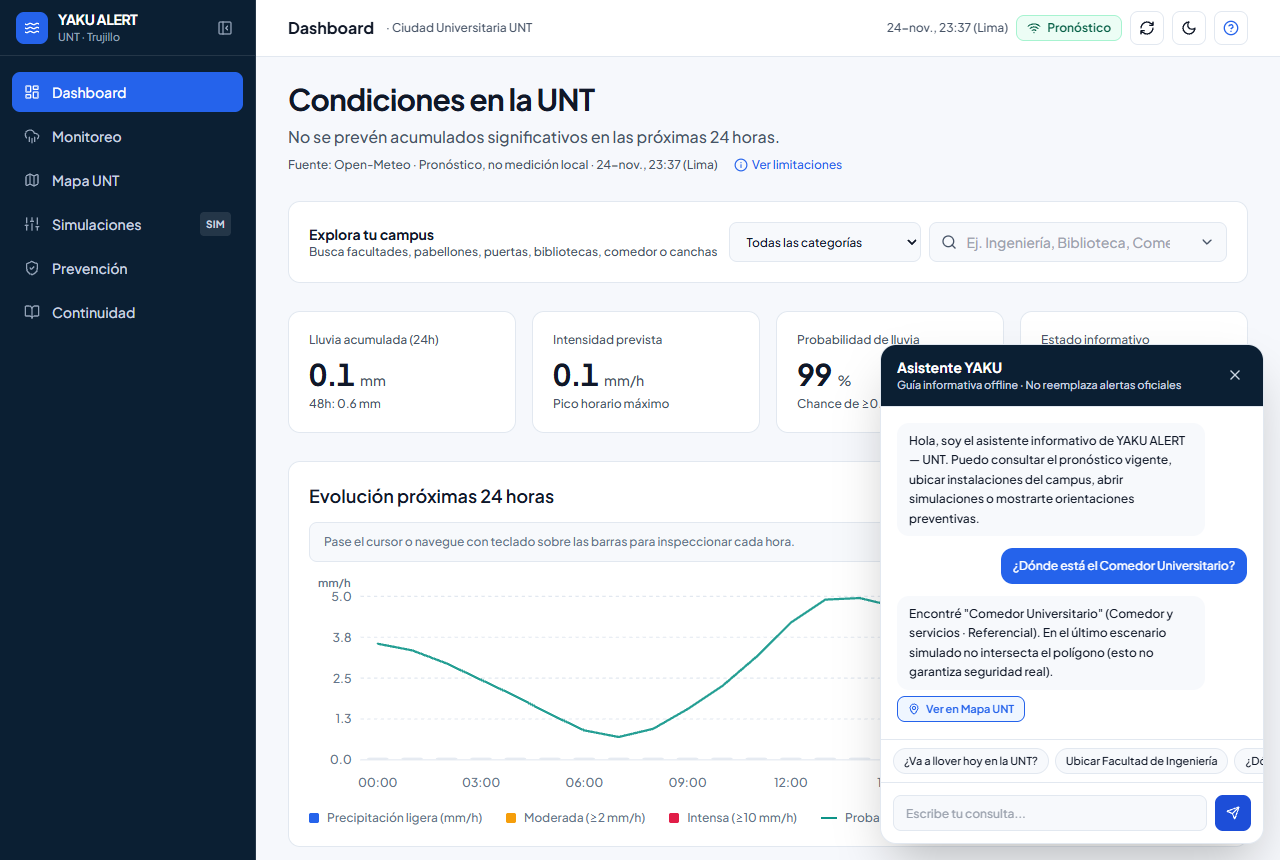 YAKU ALERT
UNT · Trujillo
Dashboard
Monitoreo
Mapa UNT
Simulaciones
SIM
Prevención
Continuidad
Dashboard · Ciudad Universitaria UNT
24-nov., 23:37 (Lima)
Pronóstico
Condiciones en la UNT
No se prevén acumulados significativos en las próximas 24 horas.
Fuente: Open-Meteo · Pronóstico, no medición local · 24-nov., 23:37 (Lima)
Ver limitaciones
Explora tu campus
Busca facultades, pabellones, puertas, bibliotecas, comedor o canchas
Todas las categorías
Ej. Ingeniería, Biblioteca, Come
Lluvia acumulada (24h)
0.1 mm
48h: 0.6 mm
Intensidad prevista
0.1 mm/h
Pico horario máximo
Probabilidad de lluvia
99 %
Chance de ≥0
Estado informativo
Evolución próximas 24 horas
Pase el cursor o navegue con teclado sobre las barras para inspeccionar cada hora.
mm/h
5.0
3.8
2.5
1.3
0.0
00:00
03:00
06:00
09:00
12:00
1
Precipitación ligera (mm/h)
Moderada (≥2 mm/h)
Intensa (≥10 mm/h)
Proba
Asistente YAKU
Guía informativa offline · No reemplaza alertas oficiales
Hola, soy el asistente informativo de YAKU ALERT
— UNT. Puedo consultar el pronóstico vigente,
ubicar instalaciones del campus, abrir
simulaciones o mostrarte orientaciones
preventivas.
¿Dónde está el Comedor Universitario?
Encontré "Comedor Universitario" (Comedor y
servicios · Referencial). En el último escenario
simulado no intersecta el polígono (esto no
garantiza seguridad real).
Ver en Mapa UNT
¿Va a llover hoy en la UNT?
Ubicar Facultad de Ingeniería
¿Dó
Escribe tu consulta...